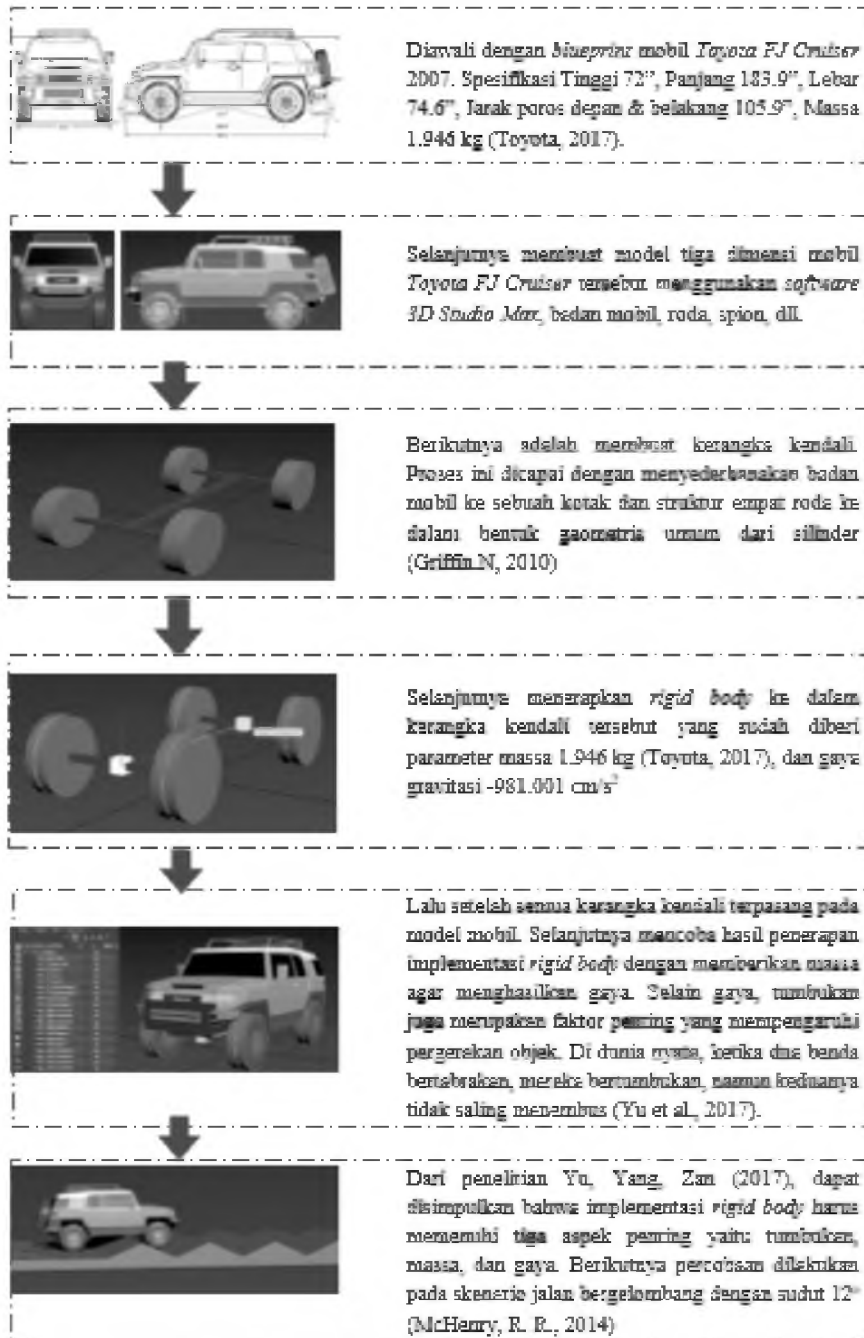 Diawali dengan blueprint mobil Toyota FJ Cruiser
2007. Spesifikasi Tinggi 72”, Panjang 183.9”, Lebar
74.6”, Jarak poros depan & belakang 105.9”, Massa
1.946 kg (Toyota, 2017).
Selanjutnya membuat model tiga dimensi mobil
Toyota FJ Cruiser tersebut menggunakan software
3D Studio Max, badan mobil, roda, spion, dll.
Berikutnya adalah membuat kerangka kendali.
Proses ini dicapai dengan menyederhanakan badan
mobil ke sebuah kotak dan struktur empat roda ke
dalam bentuk geometris umum dari silinder
(Griffin.N, 2010)
Selanjutnya menerapkan rigid body ke dalam
kerangka kendali tersebut yang sudah diberi
parameter massa 1.946 kg (Toyota, 2017), dan gaya
gravitasi -981.001 cm/s²
Lalu setelah semua kerangka kendali terpasang pada
model mobil. Selanjutnya mencoba hasil penerapan
implementasi rigid body dengan memberikan massa
agar menghasilkan gaya. Selain gaya, tumbukan
juga merupakan faktor penting yang mempengaruhi
pergerakan objek. Di dunia nyata, ketika dua benda
bertabrakan, mereka bertumbukan, namun keduanya
tidak saling menembus (Yu et al., 2017).
Dari penelitian Yu, Yang, Zan (2017), dapat
disimpulkan bahwa implementasi rigid body harus
memenuhi tiga aspek penting yaitu tumbukan,
massa, dan gaya. Berikutnya percobaan dilakukan
pada skenario jalan bergelombang dengan sudut 12°
(McHenry, R. R., 2014)